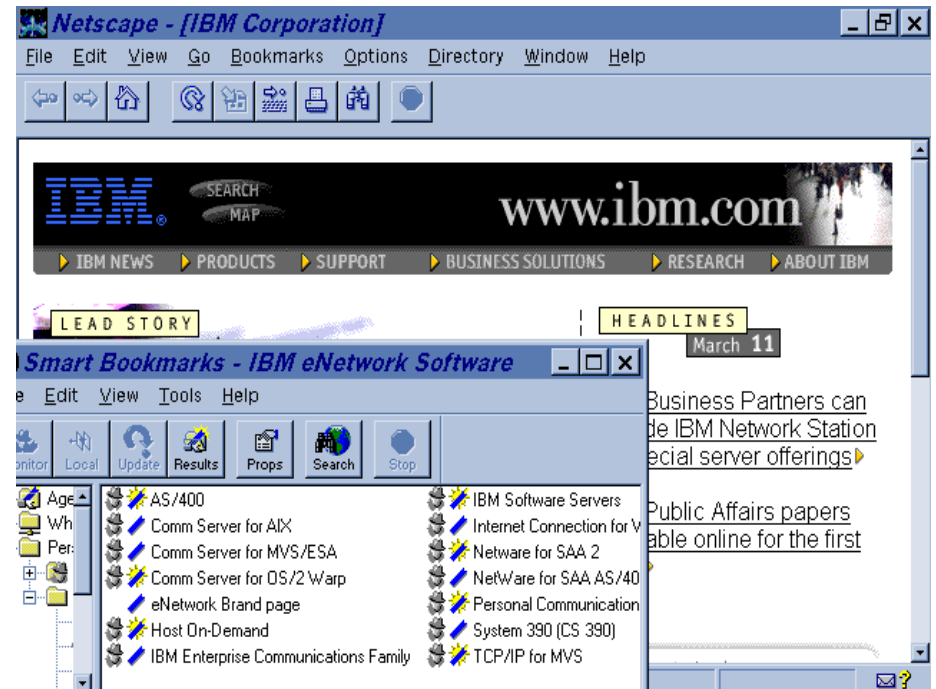 Netscape - [IBM Corporation]
File Edit View Go Bookmarks Options Directory Window Help
IBM®
SEARCH
MAP
www.ibm.com
IBM NEWS PRODUCTS SUPPORT BUSINESS SOLUTIONS RESEARCH ABOUT IBM
LEAD STORY
HEADLINES
March 11
Business Partners can
de IBM Network Station
ecial server offerings
Public Affairs papers
able online for the first
Smart Bookmarks - IBM eNetwork Software
e Edit View Tools Help
onitor Local Update Results Props Search Stop
Age
Wh
Per
AS/400
Comm Server for AIX
Comm Server for MVS/ESA
Comm Server for OS/2 Warp
eNetwork Brand page
Host On-Demand
IBM Enterprise Communications Family
IBM Software Servers
Internet Connection for V
Netware for SAA 2
NetWare for SAA AS/40
Personal Communication
System 390 (CS 390)
TCP/IP for MVS